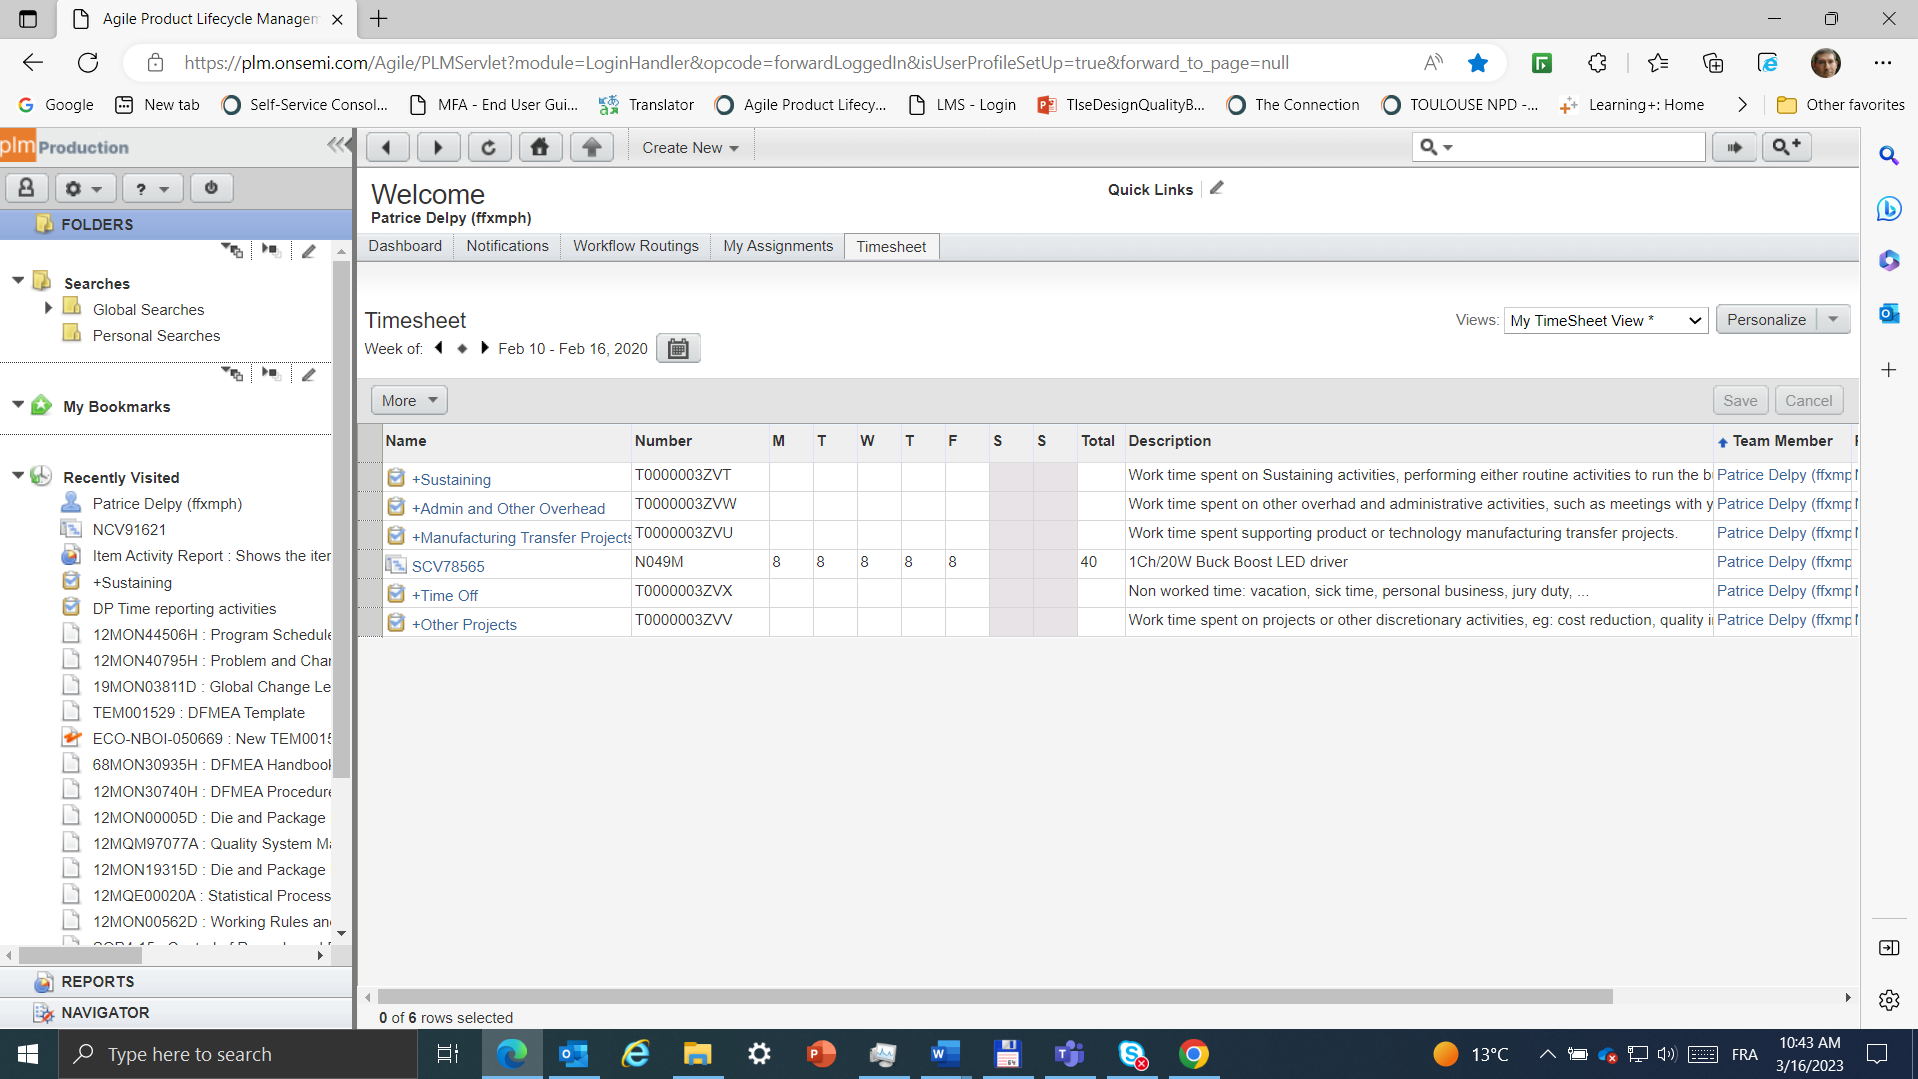 Agile Product Lifecycle Managem
https://plm.onsemi.com/Agile/PLMServlet?module=LoginHandler&opcode=forwardLoggedIn&isUserProfileSetUp=true&forward_to_page=null
Google New tab Self-Service Consol... MFA - End User Gui... Translator Agile Product Lifecy... LMS - Login TlseDesignQualityB... The Connection TOULOUSE NPD -... Learning+: Home Other favorites
plm Production
Create New
FOLDERS
Searches
Global Searches
Personal Searches
My Bookmarks
Recently Visited
Patrice Delpy (ffxmph)
NCV91621
Item Activity Report : Shows the iter
+Sustaining
DP Time reporting activities
12MON44506H : Program Schedule
12MON40795H : Problem and Char
19MON03811D : Global Change Le
TEM001529 : DFMEA Template
ECO-NBOI-050669 : New TEM0015
68MON30935H : DFMEA Handbook
12MON30740H : DFMEA Procedure
12MON00005D : Die and Package
12MQM97077A : Quality System Ma
12MON19315D : Die and Package
12MQE00020A : Statistical Process
12MON00562D : Working Rules and
REPORTS
NAVIGATOR
Welcome
Patrice Delpy (ffxmph)
Quick Links
Dashboard Notifications Workflow Routings My Assignments Timesheet
Timesheet
Week of: Feb 10 - Feb 16, 2020
Views: My TimeSheet View * Personalize
More Save Cancel
Name Number M T W T F S S Total Description Team Member
+Sustaining T0000003ZVT Work time spent on Sustaining activities, performing either routine activities to run the bu Patrice Delpy (ffxmp
+Admin and Other Overhead T0000003ZVW Work time spent on other overhad and administrative activities, such as meetings with y Patrice Delpy (ffxmp
+Manufacturing Transfer Projects T0000003ZVU Work time spent supporting product or technology manufacturing transfer projects. Patrice Delpy (ffxmp
SCV78565 N049M 8 8 8 8 8 40 1Ch/20W Buck Boost LED driver Patrice Delpy (ffxmp
+Time Off T0000003ZVX Non worked time: vacation, sick time, personal business, jury duty, ... Patrice Delpy (ffxmp
+Other Projects T0000003ZVV Work time spent on projects or other discretionary activities, eg: cost reduction, quality i Patrice Delpy (ffxmp
0 of 6 rows selected
Type here to search
13°C
FRA
10:43 AM
3/16/2023